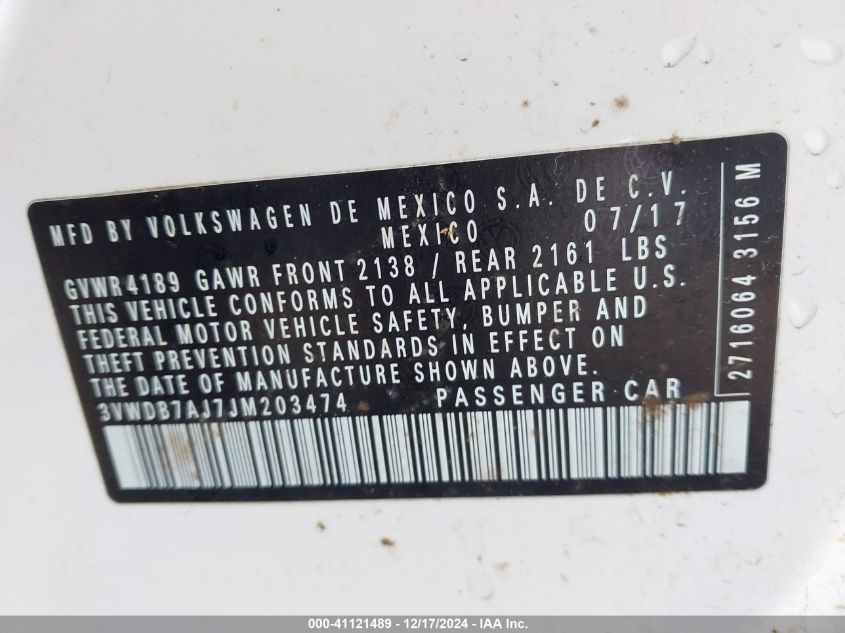 MFD BY VOLKSWAGEN DE MEXICO S.A. DE C.V.
MEXICO 07/17
GVWR4189 GAWR FRONT 2138 / REAR 2161 LBS
THIS VEHICLE CONFORMS TO ALL APPLICABLE U.S.
FEDERAL MOTOR VEHICLE SAFETY, BUMPER AND
THEFT PREVENTION STANDARDS IN EFFECT ON
THE DATE OF MANUFACTURE SHOWN ABOVE.
3VWDB7AJ7JM203474 PASSENGER CAR
2716064 3156 M
000-41121489 - 12/17/2024 - IAA Inc.